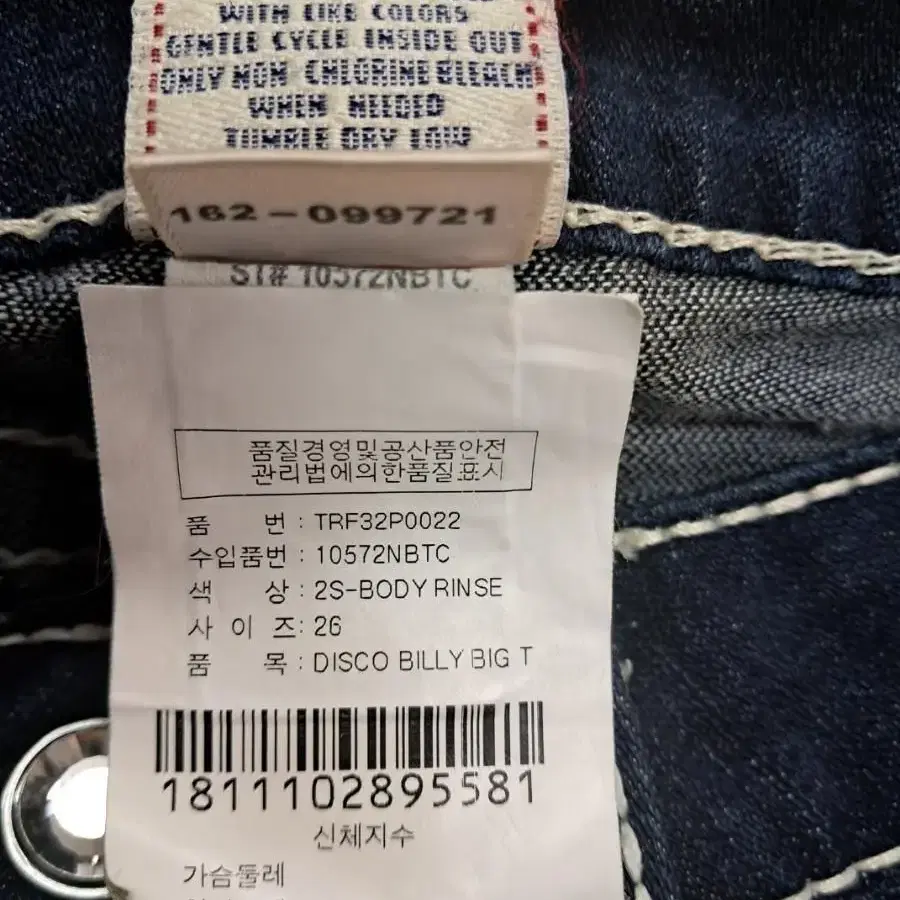 WITH LIKE COLORS
GENTLE CYCLE INSIDE OUT
ONLY NON CHLORINE BLEACH
WHEN NEEDED
TUMBLE DRY LOW
162-099721
ST# 10572NBTC
품질경영및공산품안전
관리법에의한품질표시
품 번 : TRF32P0022
수입품번 : 10572NBTC
색 상 : 2S-BODY RINSE
사 이 즈 : 26
품 목 : DISCO BILLY BIG T
1811102895581
신체지수
가슴둘레